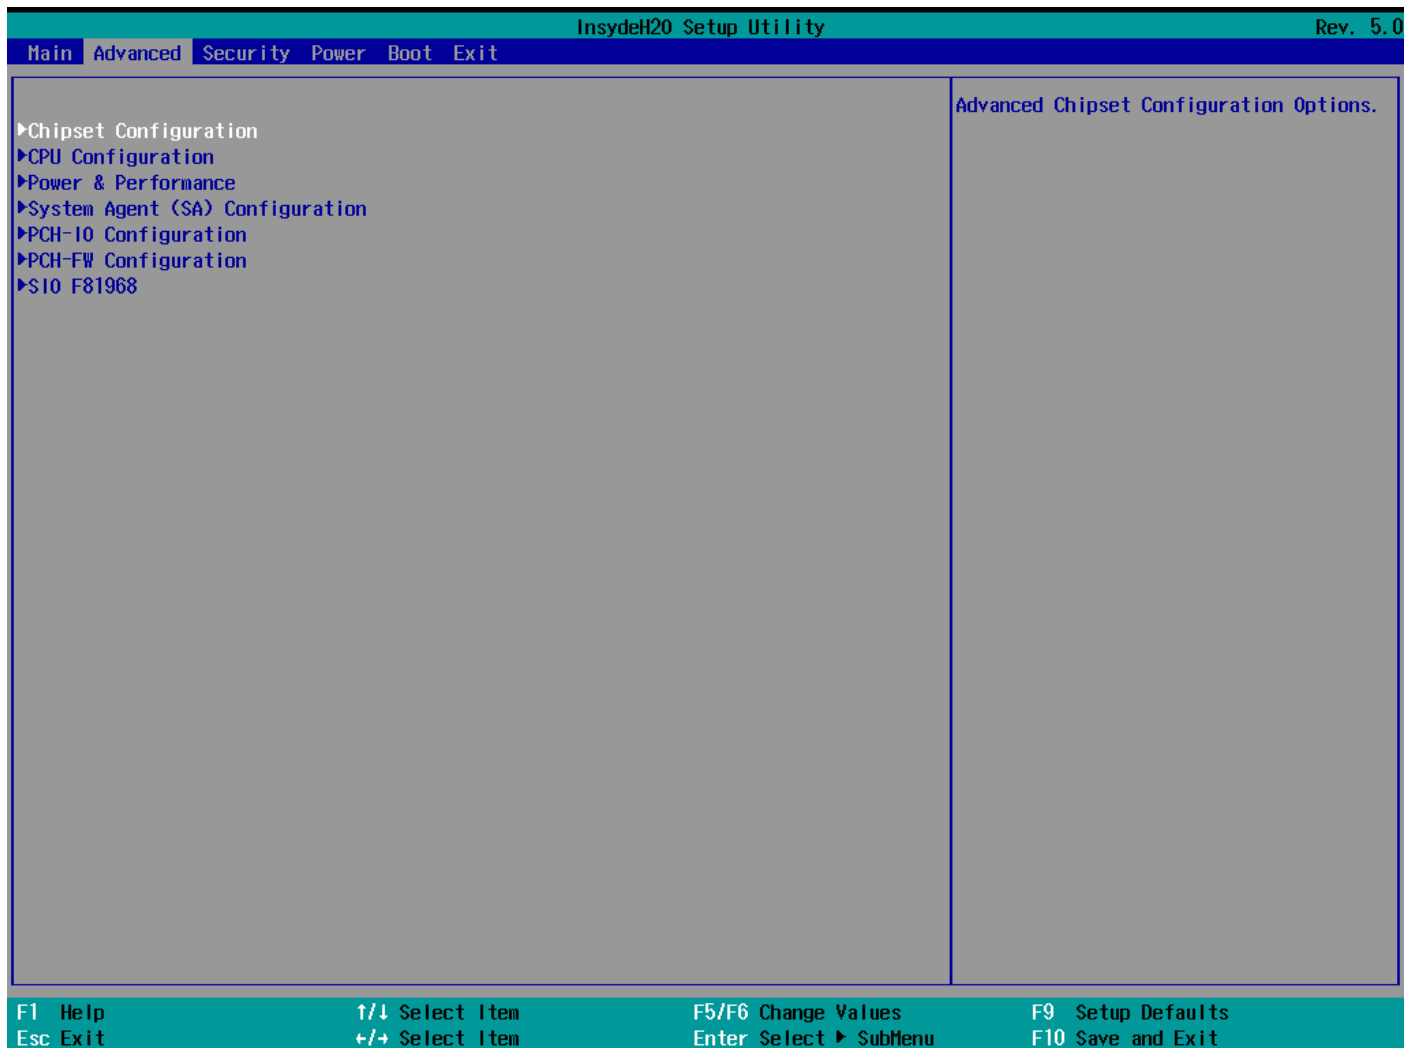 InsydeH20 Setup Utility Rev. 5.0
Main Advanced Security Power Boot Exit
Advanced Chipset Configuration Options.
▶Chipset Configuration
▶CPU Configuration
▶Power & Performance
▶System Agent (SA) Configuration
▶PCH-IO Configuration
▶PCH-FW Configuration
▶SIO F81968
F1 Help ↑/↓ Select Item F5/F6 Change Values F9 Setup Defaults
Esc Exit ←/→ Select Item Enter Select ▶ SubMenu F10 Save and Exit